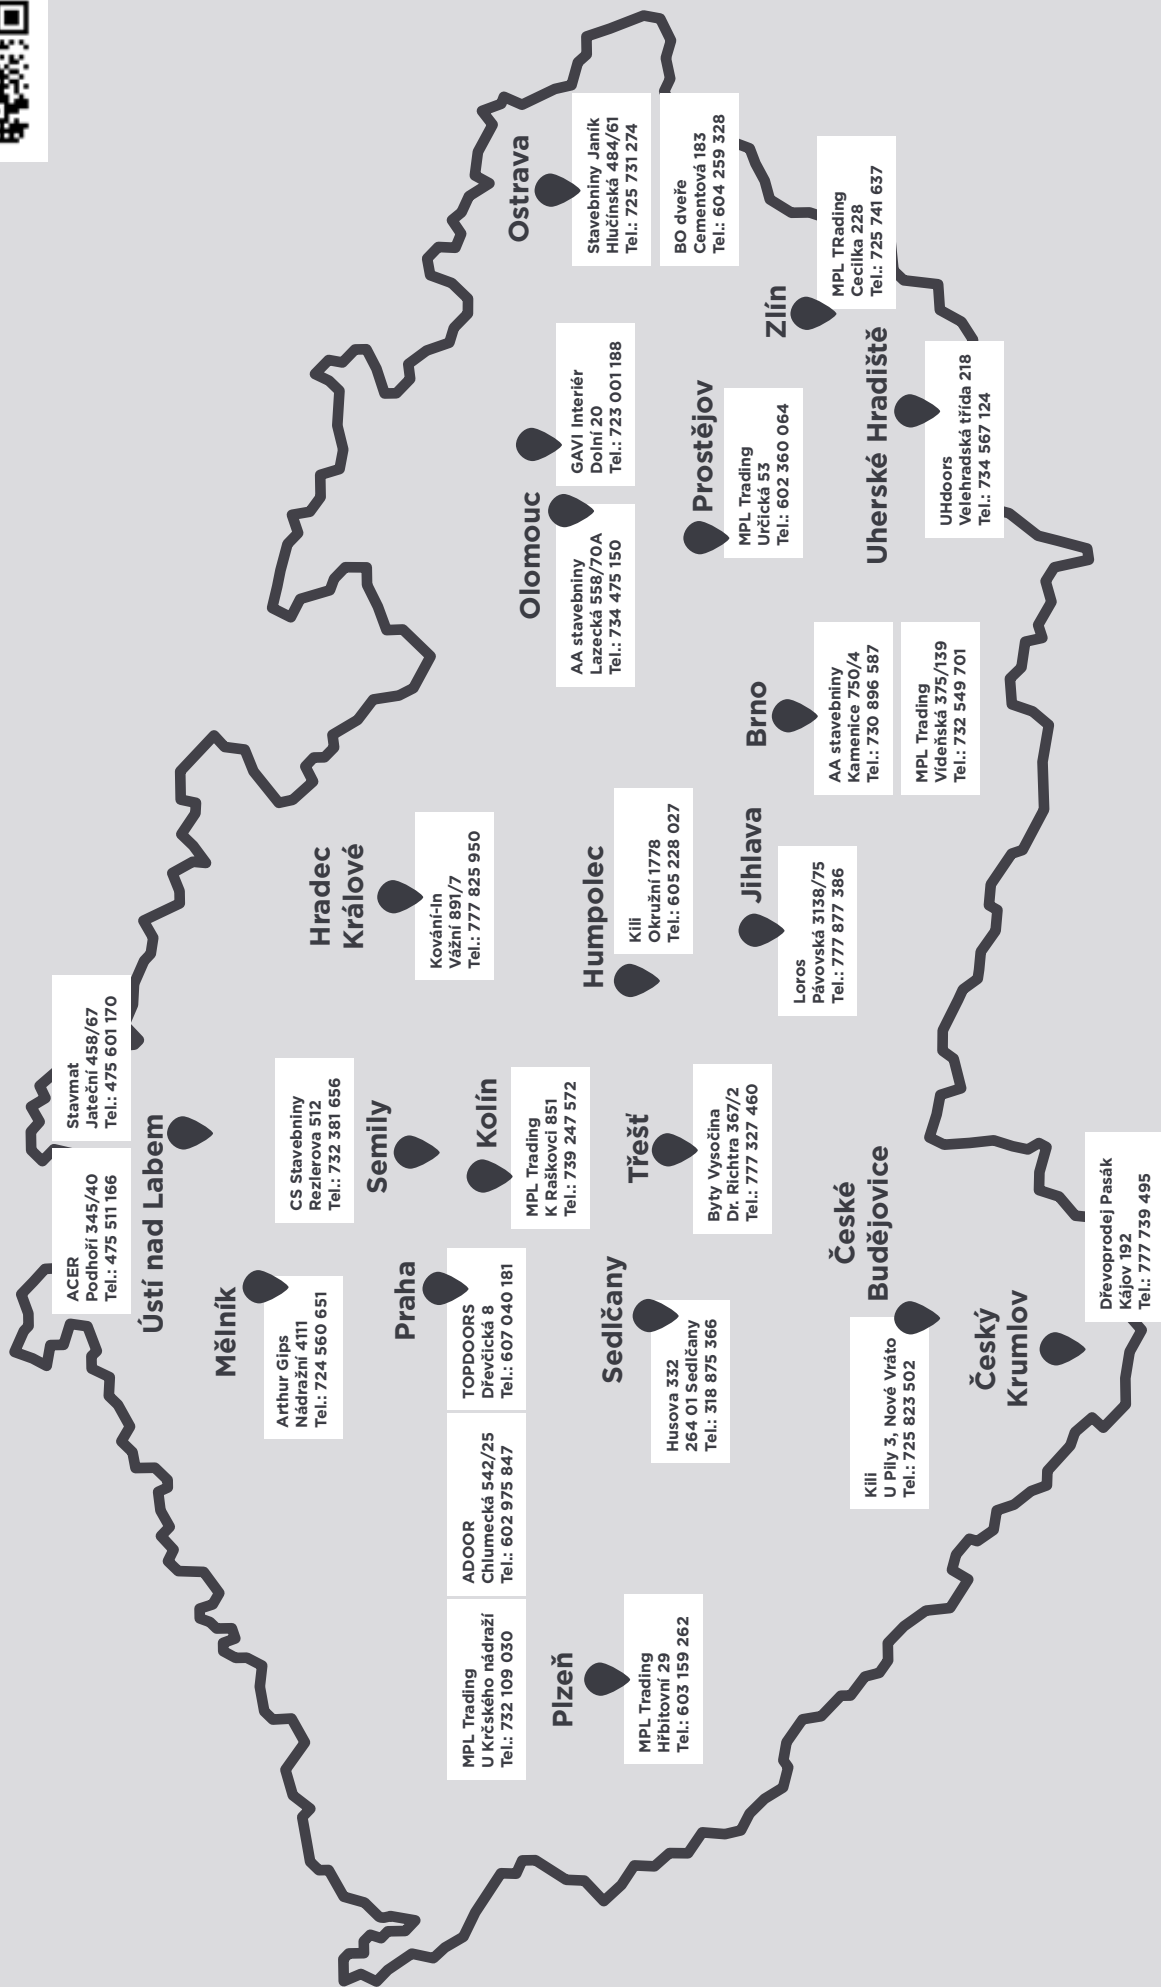 ACER
Podhoří 345/40
Tel.: 475 511 166
Stavmat
Jateční 458/67
Tel.: 475 601 170
Ústí nad Labem
Mělník
Arthur Gips
Nádražní 4111
Tel.: 724 560 651
CS Stavebniny
Rezlerova 512
Tel.: 732 381 656
Semily
Hradec
Králové
Kování-In
Vážní 891/7
Tel.: 777 825 950
Praha
MPL Trading
U Krčského nádraží
Tel.: 732 109 030
ADOOR
Chlumecká 542/25
Tel.: 602 975 847
TOPDOORS
Dřevčická 8
Tel.: 607 040 181
Kolín
MPL Trading
K Raškovci 851
Tel.: 739 247 572
Olomouc
AA stavebniny
Lazecká 558/70A
Tel.: 734 475 150
GAVI Interiér
Dolní 20
Tel.: 723 001 188
Ostrava
Stavebniny Janík
Hlučínská 484/61
Tel.: 725 731 274
BO dveře
Cementová 183
Tel.: 604 259 328
Plzeň
MPL Trading
Hřbitovní 29
Tel.: 603 159 262
Sedlčany
Husova 332
264 01 Sedlčany
Tel.: 318 875 366
Třešť
Byty Vysočina
Dr. Richtra 367/2
Tel.: 777 327 460
Humpolec
Kili
Okružní 1778
Tel.: 605 228 027
Jihlava
Loros
Pávovská 3138/75
Tel.: 777 877 386
Prostějov
MPL Trading
Určická 53
Tel.: 602 360 064
Zlín
MPL TRading
Cecilka 228
Tel.: 725 741 637
Brno
AA stavebniny
Kamenice 750/4
Tel.: 730 896 587
MPL Trading
Vídeňská 375/139
Tel.: 732 549 701
Uherské Hradiště
UHdoors
Velehradská třída 218
Tel.: 734 567 124
České
Budějovice
Kili
U Pily 3, Nové Vráto
Tel.: 725 823 502
Český
Krumlov
Dřevoprodej Pasák
Kájov 192
Tel.: 777 739 495